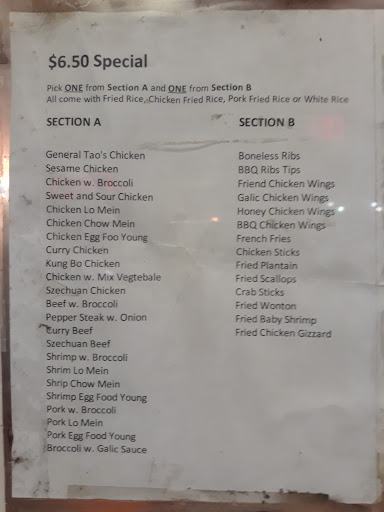 $6.50 Special
Pick ONE from Section A and ONE from Section B
All come with Fried Rice, Chicken Fried Rice, Pork Fried Rice or White Rice
SECTION A
General Tao's Chicken
Sesame Chicken
Chicken w. Broccoli
Sweet and Sour Chicken
Chicken Lo Mein
Chicken Chow Mein
Chicken Egg Foo Young
Curry Chicken
Kung Bo Chicken
Chicken w. Mix Vegtebale
Szechuan Chicken
Beef w. Broccoli
Pepper Steak w. Onion
Curry Beef
Szechuan Beef
Shrimp w. Broccoli
Shrim Lo Mein
Shrip Chow Mein
Shrimp Egg Food Young
Pork w. Broccoli
Pork Lo Mein
Pork Egg Food Young
Broccoli w. Galic Sauce
SECTION B
Boneless Ribs
BBQ Ribs Tips
Friend Chicken Wings
Galic Chicken Wings
Honey Chicken Wings
BBQ Chicken Wings
French Fries
Chicken Sticks
Fried Plantain
Fried Scallops
Crab Sticks
Fried Wonton
Fried Baby Shrimp
Fried Chicken Gizzard